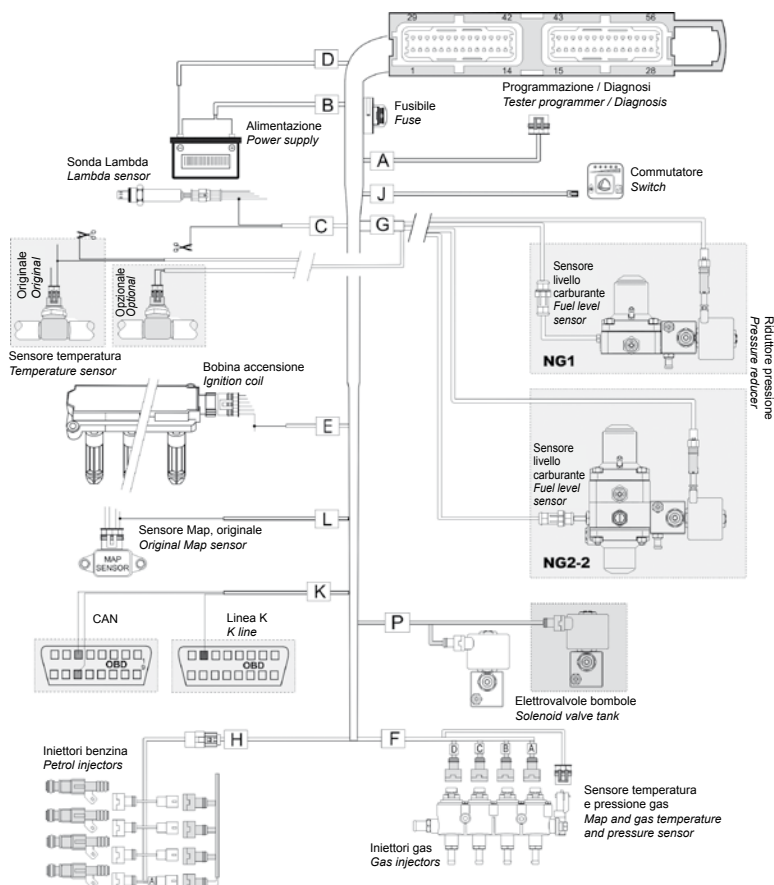 29
42
43
56
1
14
15
28
D
B
Fusibile
Fuse
Programmazione / Diagnosi
Tester programmer / Diagnosis
Alimentazione
Power supply
A
Sonda Lambda
Lambda sensor
J
Commutatore
Switch
C
G
Originale
Original
Opzionale
Optional
Sensore temperatura
Temperature sensor
Sensore
livello
carburante
Fuel level
sensor
NG1
Riduttore pressione
Pressure reducer
Bobina accensione
Ignition coil
E
Sensore
livello
carburante
Fuel level
sensor
NG2-2
L
Sensore Map, originale
Original Map sensor
MAP
SENSOR
K
CAN
Linea K
K line
OBD
OBD
P
Elettrovalvole bombole
Solenoid valve tank
H
F
Iniettori benzina
Petrol injectors
D
C
B
A
Sensore temperatura
e pressione gas
Map and gas temperature
and pressure sensor
Iniettori gas
Gas injectors
A